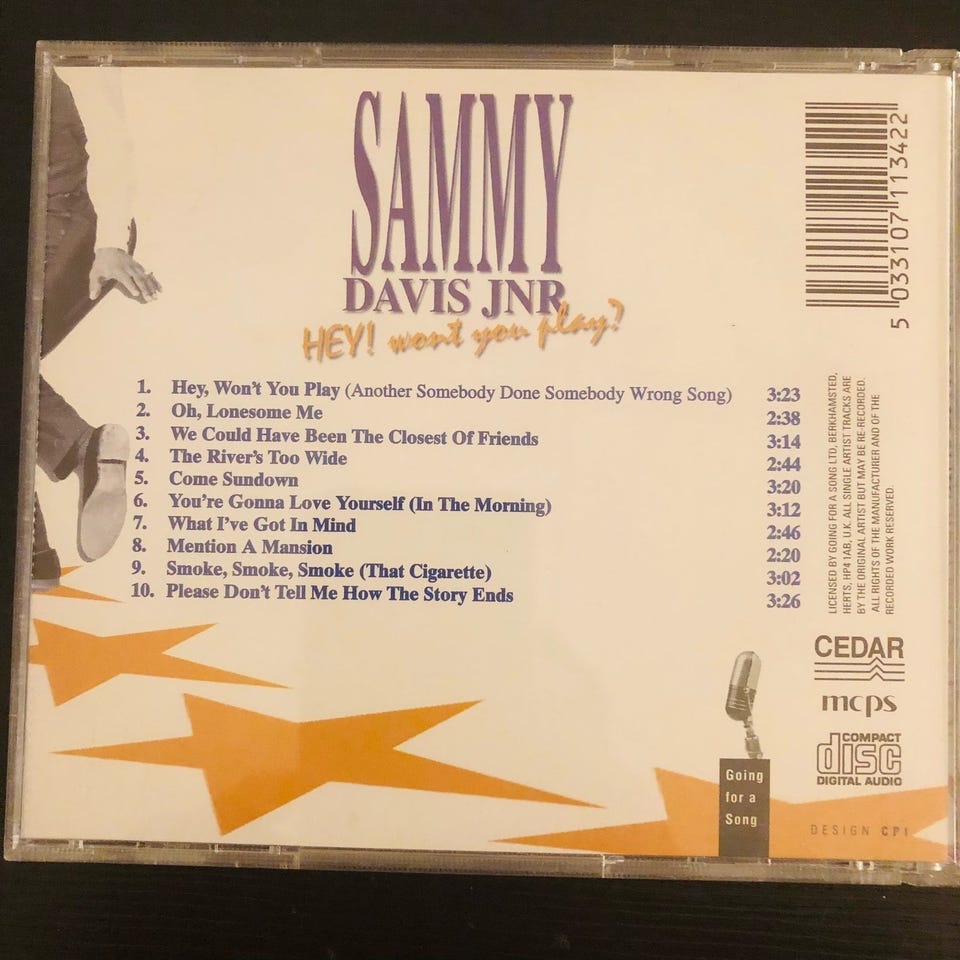 SAMMY
DAVIS JNR
HEY! wont you play?
1. Hey, Won't You Play (Another Somebody Done Somebody Wrong Song) 3:23
2. Oh, Lonesome Me 2:38
3. We Could Have Been The Closest Of Friends 3:14
4. The River's Too Wide 2:44
5. Come Sundown 3:20
6. You're Gonna Love Yourself (In The Morning) 3:12
7. What I've Got In Mind 2:46
8. Mention A Mansion 2:20
9. Smoke, Smoke, Smoke (That Cigarette) 3:02
10. Please Don't Tell Me How The Story Ends 3:26
5 033107 113422
LICENSED BY GOING FOR A SONG LTD, BERKHAMSTED,
HERTS, HP4 1AB, U.K. ALL SINGLE ARTIST TRACKS ARE
BY THE ORIGINAL ARTIST BUT MAY BE RE-RECORDED.
ALL RIGHTS OF THE MANUFACTURER AND OF THE
RECORDED WORK RESERVED.
CEDAR
mcps
COMPACT
disc
DIGITAL AUDIO
Going
for a
Song
DESIGN CPI